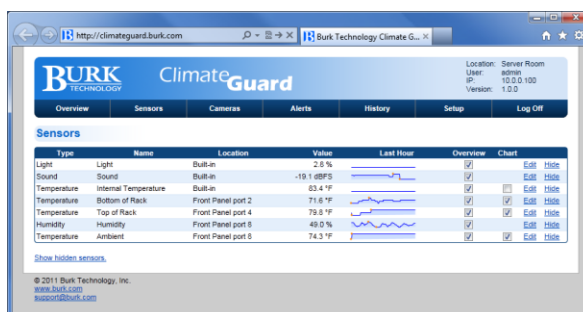 http://climateguard.burk.com
Burk Technology Climate G...
BURK TECHNOLOGY
Climate Guard
Location: Server Room
User: admin
IP: 10.0.0.100
Version: 1.0.0
Overview Sensors Cameras Alerts History Setup Log Off
Sensors
Type Name Location Value Last Hour Overview Chart
Light Light Built-in 2.8 % Edit Hide
Sound Sound Built-in -19.1 dBFS Edit Hide
Temperature Internal Temperature Built-in 83.4 °F Edit Hide
Temperature Bottom of Rack Front Panel port 2 71.6 °F Edit Hide
Temperature Top of Rack Front Panel port 4 79.8 °F Edit Hide
Humidity Humidity Front Panel port 8 49.0 % Edit Hide
Temperature Ambient Front Panel port 6 74.3 °F Edit Hide
Show hidden sensors.
© 2011 Burk Technology, Inc.
www.burk.com
support@burk.com